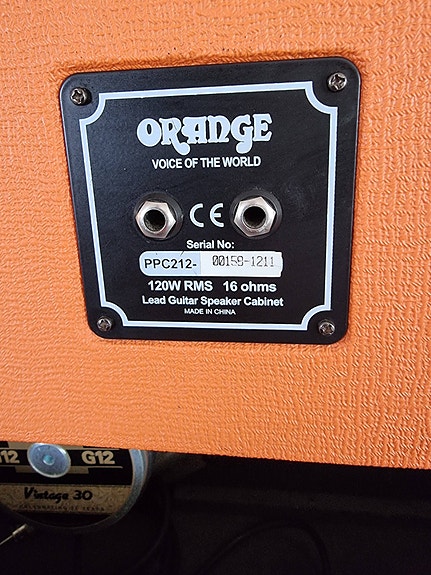 ORANGE
VOICE OF THE WORLD
CE
Serial No:
PPC212- 00158-1211
120W RMS 16 ohms
Lead Guitar Speaker Cabinet
MADE IN CHINA
G12
Vintage 30